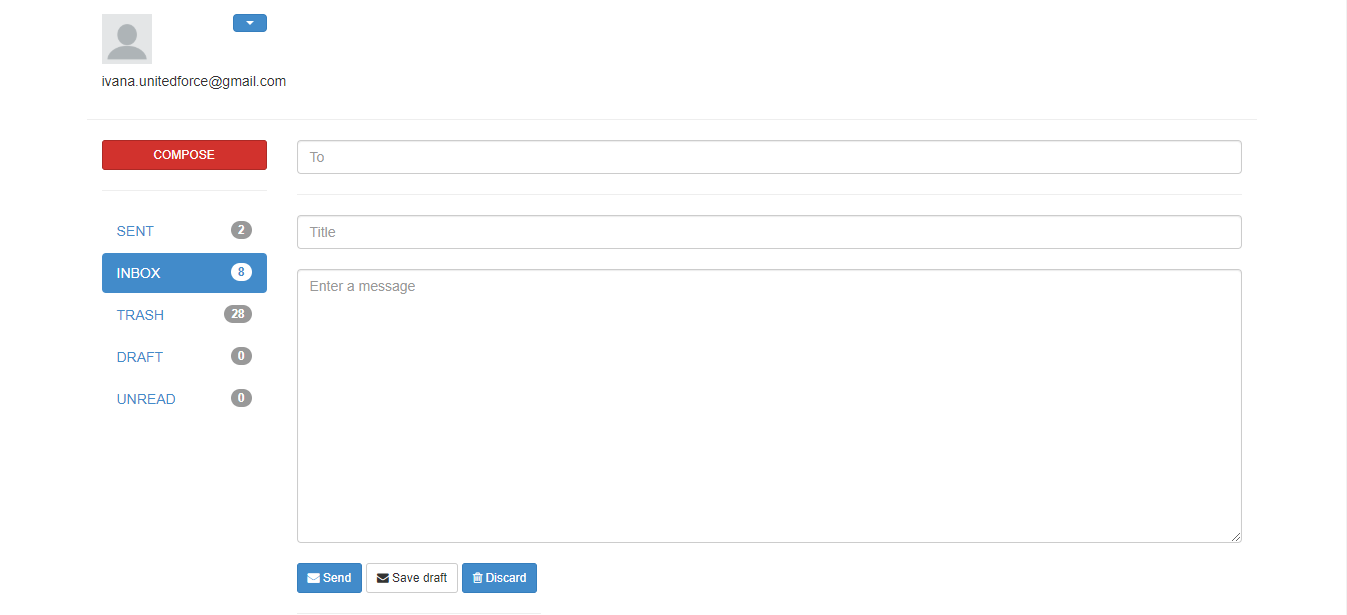 ivana.unitedforce@gmail.com
COMPOSE
To
SENT 2
Title
INBOX 8
Enter a message
TRASH 28
DRAFT 0
UNREAD 0
Send Save draft Discard